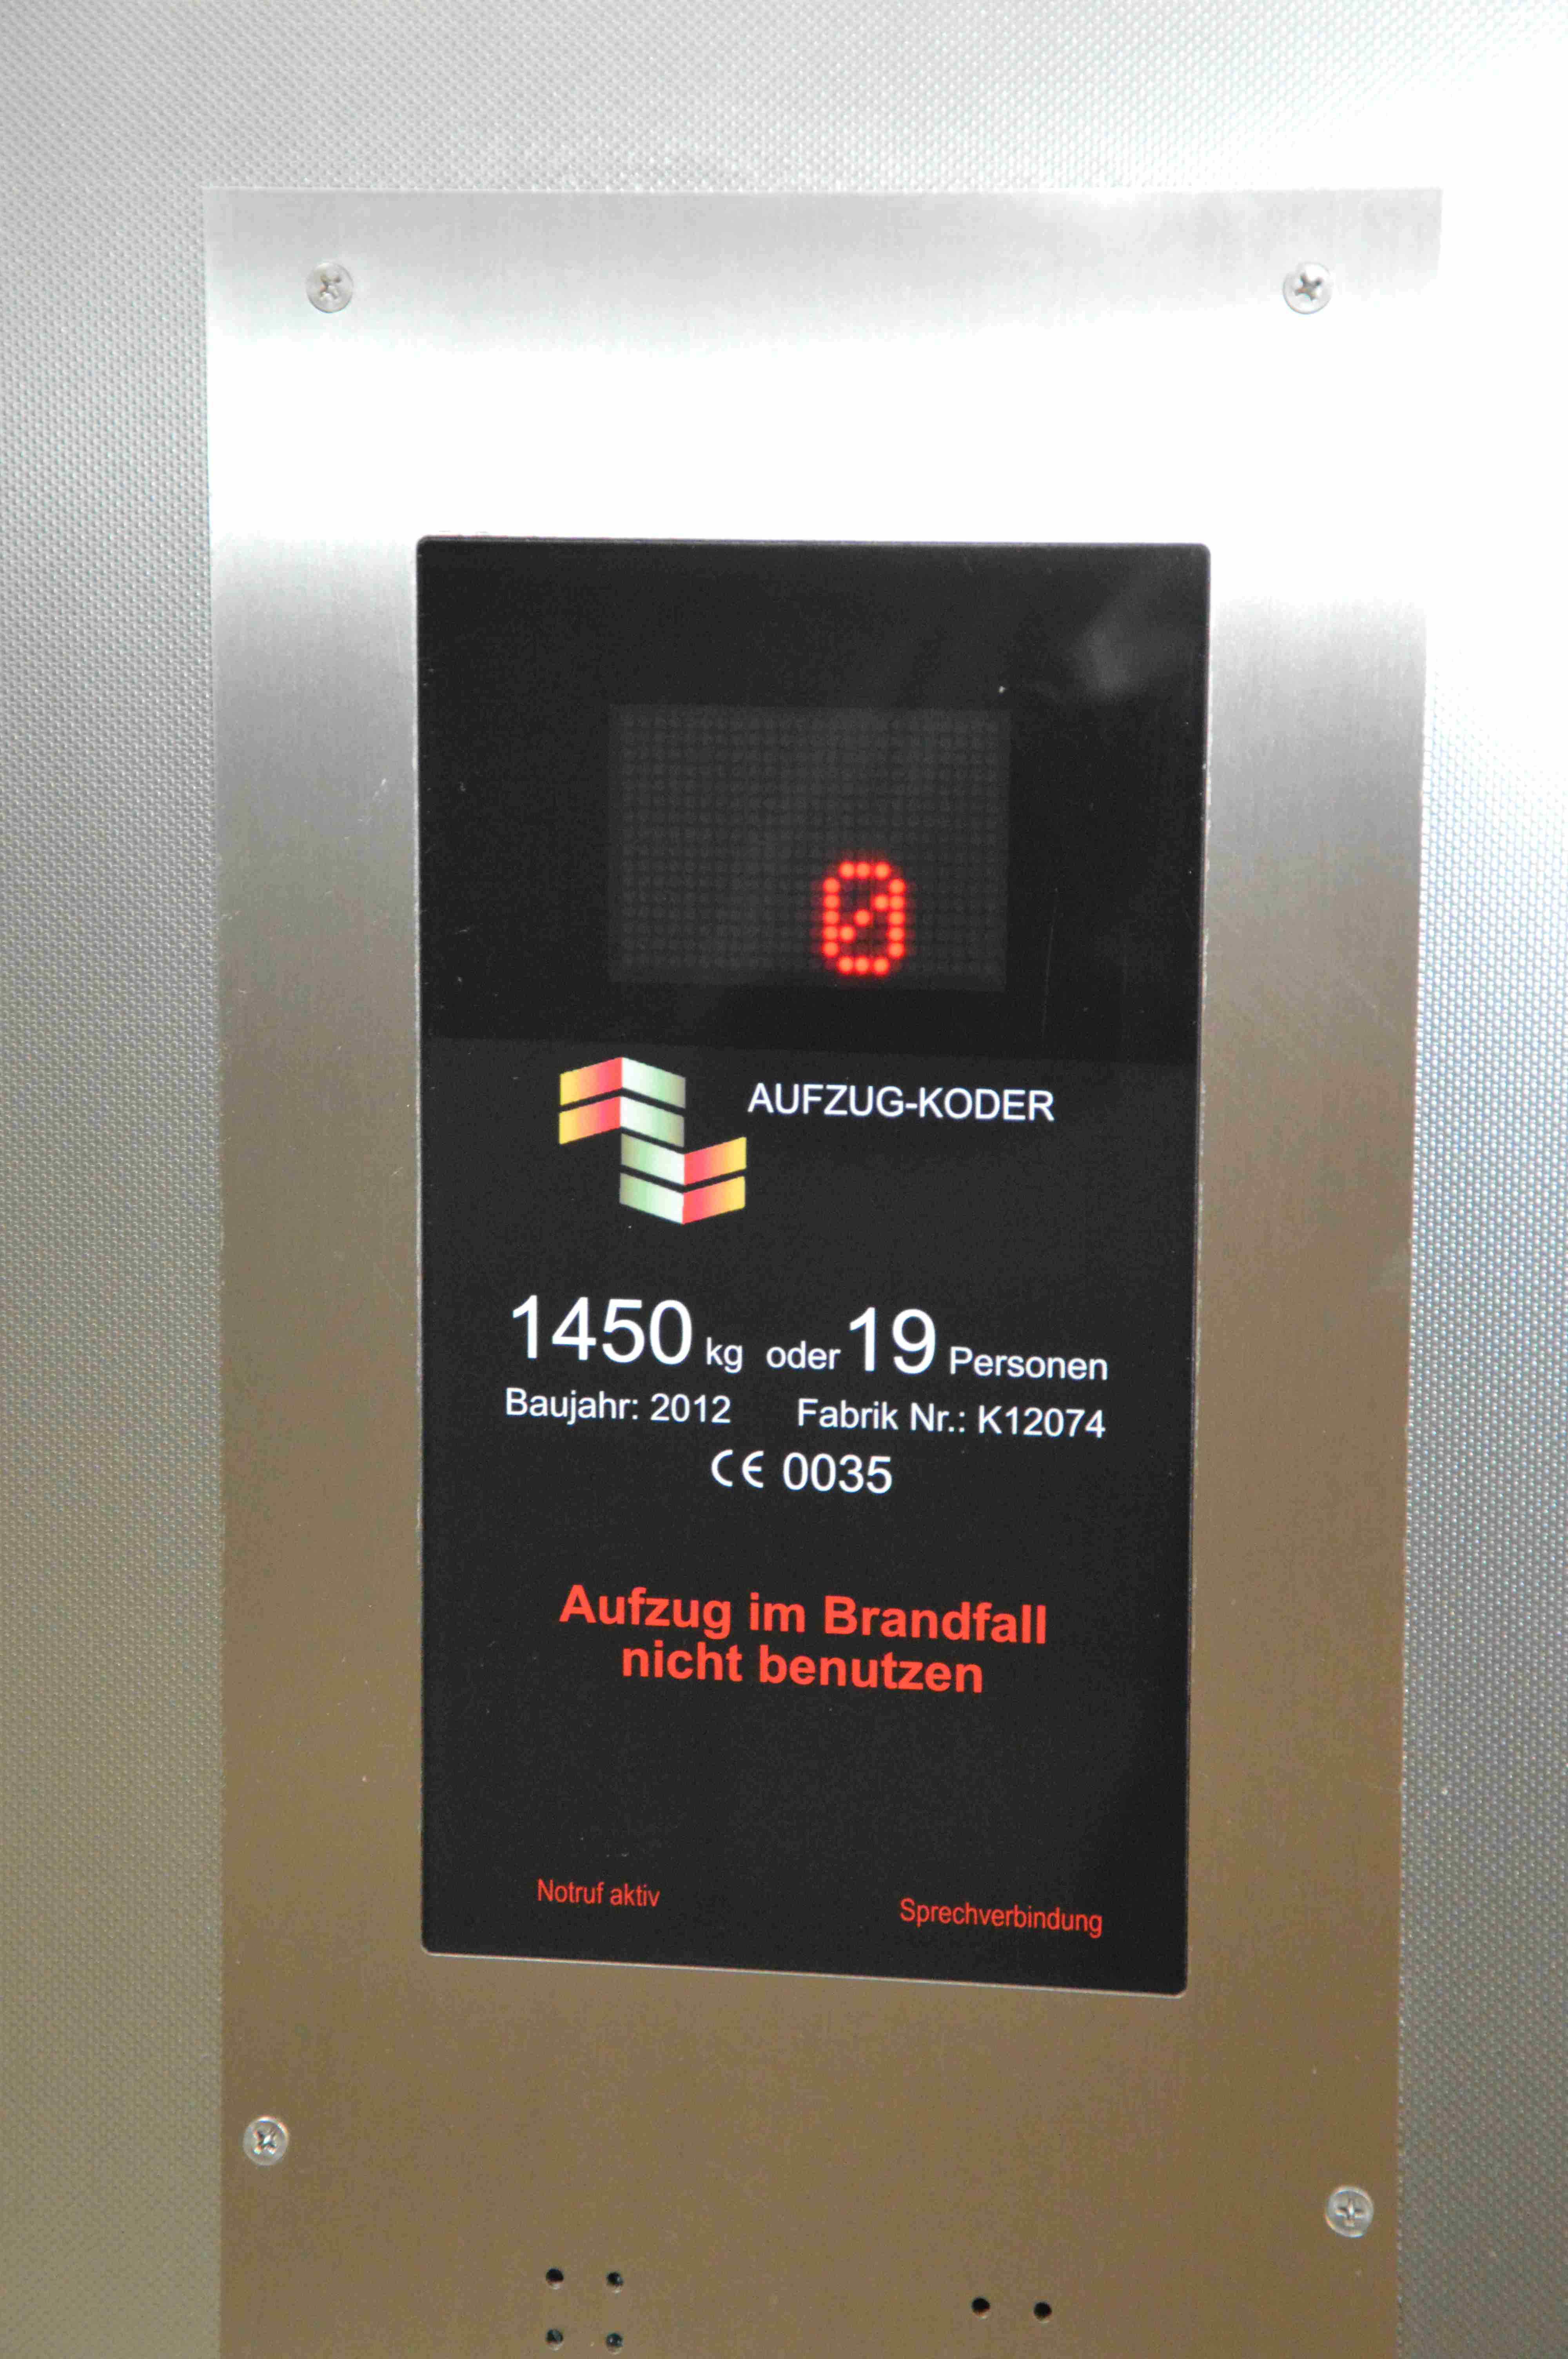 0
AUFZUG-KODER
1450 kg oder 19 Personen
Baujahr: 2012 Fabrik Nr.: K12074
CE 0035
Aufzug im Brandfall
nicht benutzen
Notruf aktiv Sprechverbindung